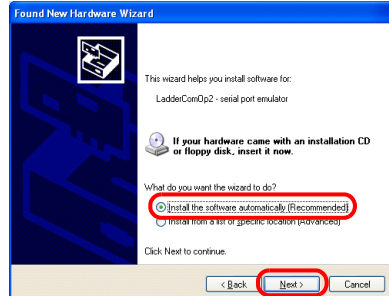 Found New Hardware Wizard
This wizard helps you install software for:
LadderComOp2 - serial port emulator
If your hardware came with an installation CD
or floppy disk, insert it now.
What do you want the wizard to do?
Install the software automatically (Recommended)
Install from a list or specific location (Advanced)
Click Next to continue.
< Back
Next >
Cancel